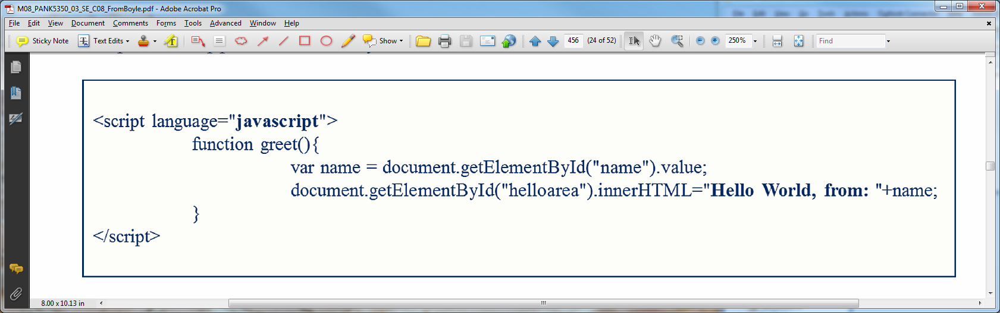 M08_PANK5350_03_SE_C08_FromBoyle.pdf - Adobe Acrobat Pro
File Edit View Document Comments Forms Tools Advanced Window Help
Sticky Note Text Edits Show 456 (24 of 52) 250% Find
<script language="javascript">
function greet(){
var name = document.getElementById("name").value;
document.getElementById("helloarea").innerHTML="Hello World, from: "+name;
}
</script>
8.00 x 10.13 in